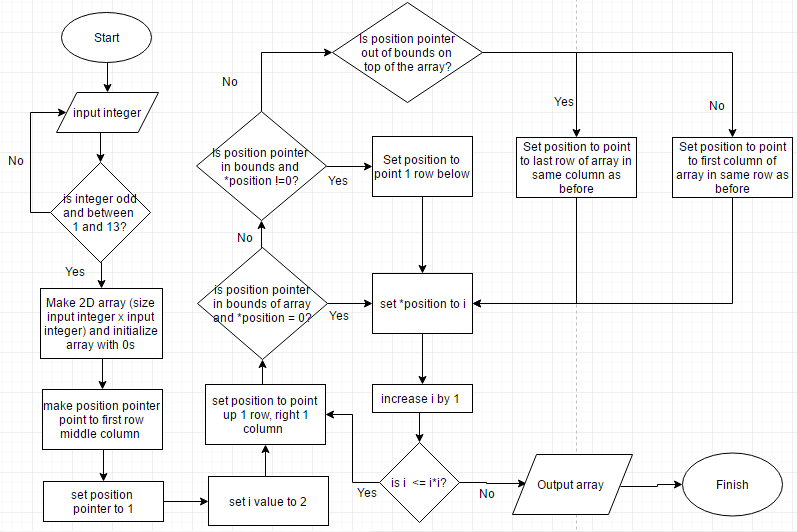 Start
input integer
No
is integer odd
and between
1 and 13?
Yes
Make 2D array (size
input integer x input
integer) and initialize
array with 0s
make position pointer
point to first row
middle column
set position
pointer to 1
set i value to 2
set position to point
up 1 row, right 1
column
is position pointer
in bounds of array
and *position = 0?
Yes
No
Is position pointer
in bounds and
*position !=0?
Yes
No
Set position to
point 1 row below
Is position pointer
out of bounds on
top of the array?
Yes
No
Set position to point
to last row of array in
same column as
before
Set position to point
to first column of
array in same row as
before
set *position to i
increase i by 1
is i <= i*i?
Yes
No
Output array
Finish